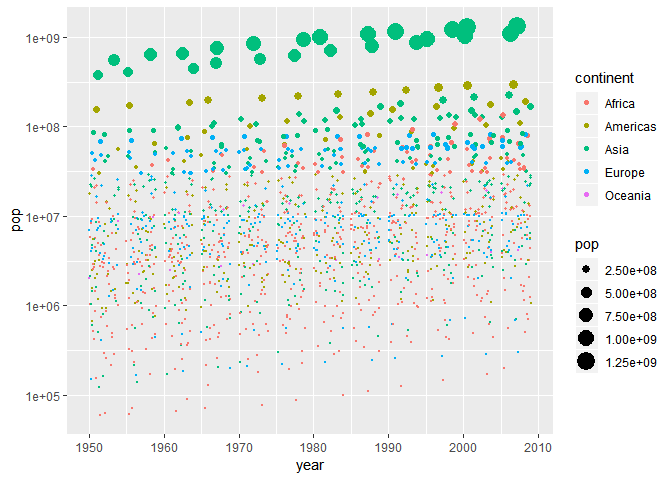 1e+09
1e+08
1e+07
1e+06
1e+05
pop
1950
1960
1970
1980
1990
2000
2010
year
continent
Africa
Americas
Asia
Europe
Oceania
pop
2.50e+08
5.00e+08
7.50e+08
1.00e+09
1.25e+09